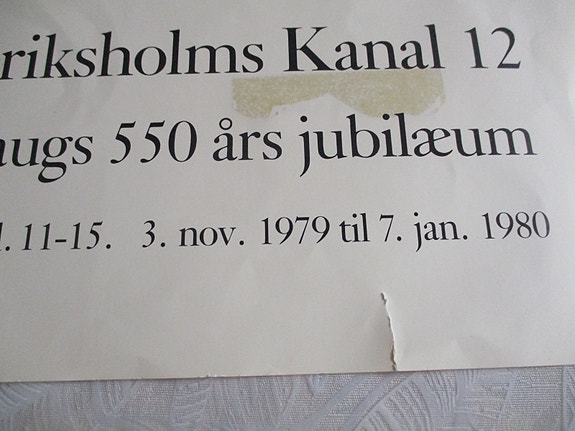 riksholms Kanal 12
augs 550 års jubilæum
l. 11-15. 3. nov. 1979 til 7. jan. 1980